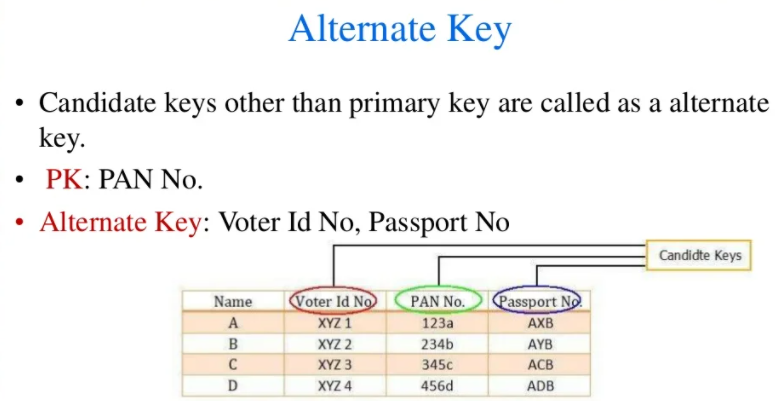 Alternate Key
• Candidate keys other than primary key are called as a alternate
key.
• PK: PAN No.
• Alternate Key: Voter Id No, Passport No
Candidte Keys
Name Voter Id No PAN No. Passport No.
A XYZ 1 123a AXB
B XYZ 2 234b AYB
C XYZ 3 345c ACB
D XYZ 4 456d ADB